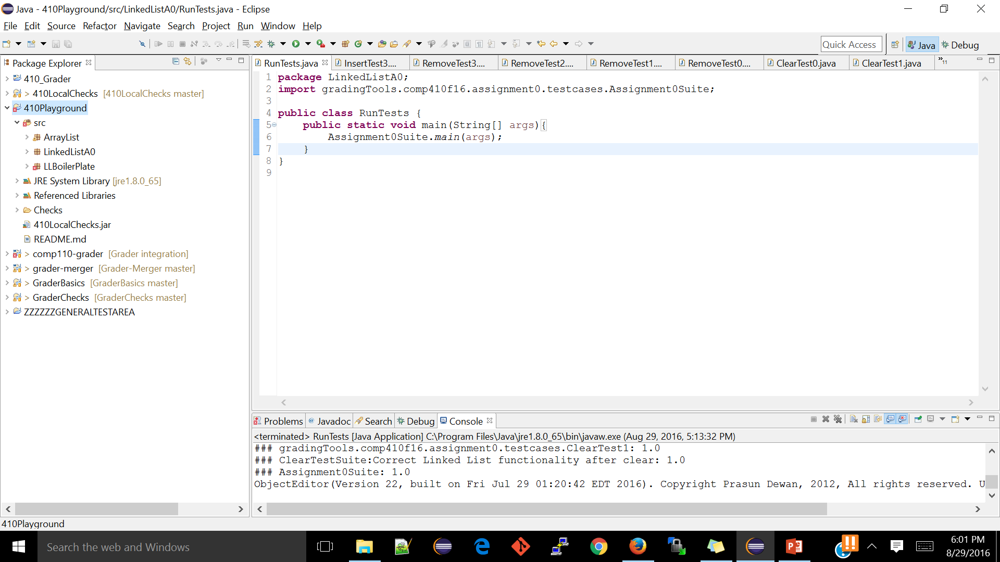 Java - 410Playground/src/LinkedListA0/RunTests.java - Eclipse
File Edit Source Refactor Navigate Search Project Run Window Help
Quick Access
Java
Debug
Package Explorer
RunTests.java InsertTest3.... RemoveTest3.... RemoveTest2.... RemoveTest1.... RemoveTest0.... ClearTest0.java ClearTest1.java »11
410_Grader
> 410LocalChecks [410LocalChecks master]
410Playground
src
ArrayList
LinkedListA0
LLBoilerPlate
JRE System Library [jre1.8.0_65]
Referenced Libraries
Checks
410LocalChecks.jar
README.md
> comp110-grader [Grader integration]
> grader-merger [Grader-Merger master]
> GraderBasics [GraderBasics master]
> GraderChecks [GraderChecks master]
ZZZZZZGENERALTESTAREA
1 package LinkedListA0;
2 import gradingTools.comp410f16.assignment0.testcases.Assignment0Suite;
3
4 public class RunTests {
5 public static void main(String[] args){
6 Assignment0Suite.main(args);
7 }
8 }
9
Problems @ Javadoc Search Debug Console
<terminated> RunTests [Java Application] C:\Program Files\Java\jre1.8.0_65\bin\javaw.exe (Aug 29, 2016, 5:13:32 PM)
### gradingTools.comp410f16.assignment0.testcases.ClearTest1: 1.0
### ClearTestSuite:Correct Linked List functionality after clear: 1.0
### Assignment0Suite: 1.0
ObjectEditor(Version 22, built on Fri Jul 29 01:20:42 EDT 2016). Copyright Prasun Dewan, 2012, All rights reserved. U
410Playground
Search the web and Windows
6:01 PM
8/29/2016